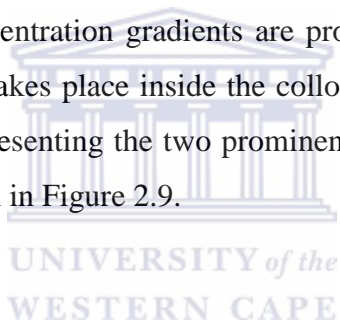 entration gradients are pro
akes place inside the collo
esenting the two prominen
in Figure 2.9.
UNIVERSITY of the
WESTERN CAPE